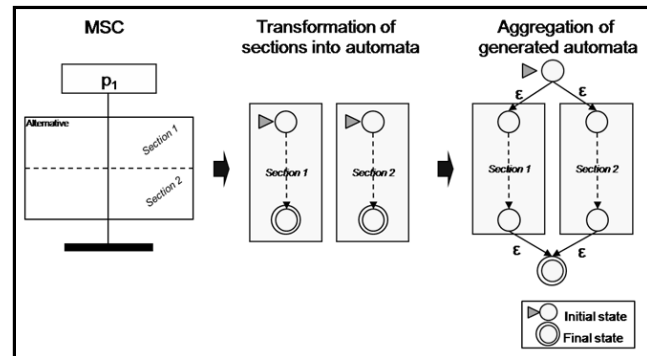 MSC
p1
Alternative
Section 1
Section 2
Transformation of
sections into automata
Section 1
Section 2
Aggregation of
generated automata
ε
ε
Section 1
Section 2
ε
ε
Initial state
Final state